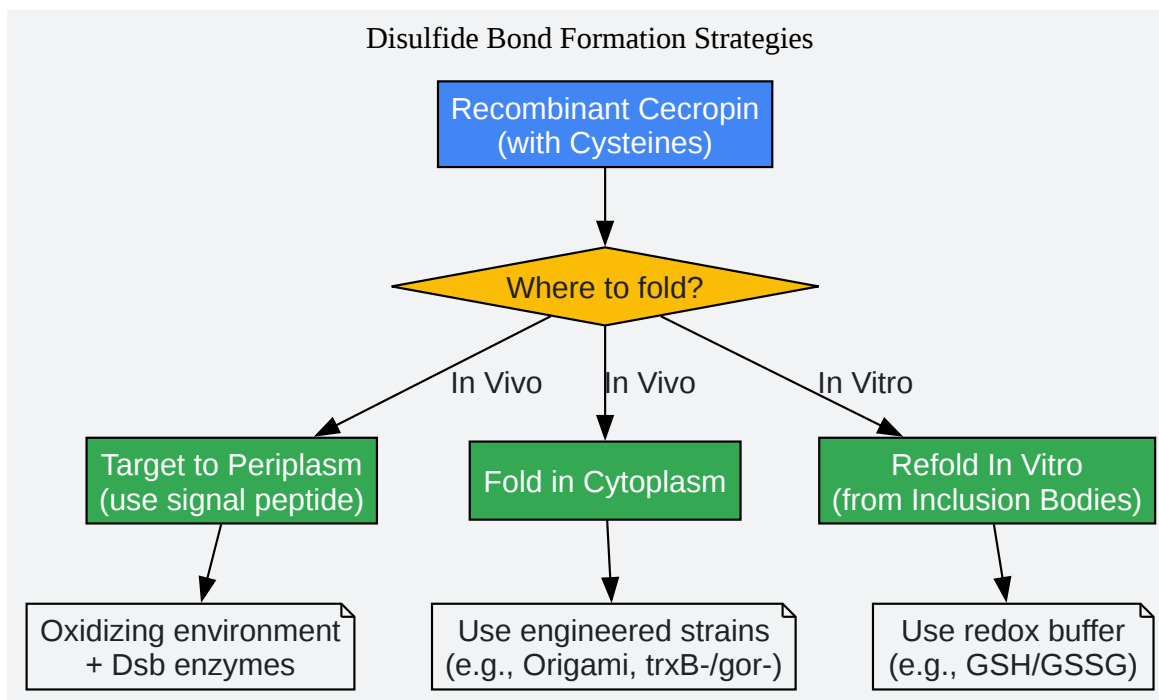 Disulfide Bond Formation Strategies
Recombinant Cecropin
(with Cysteines)
Where to fold?
In Vivo
In Vivo
In Vitro
Target to Periplasm
(use signal peptide)
Fold in Cytoplasm
Refold In Vitro
(from Inclusion Bodies)
Oxidizing environment
+ Dsb enzymes
Use engineered strains
(e.g., Origami, trxB-/gor-)
Use redox buffer
(e.g., GSH/GSSG)